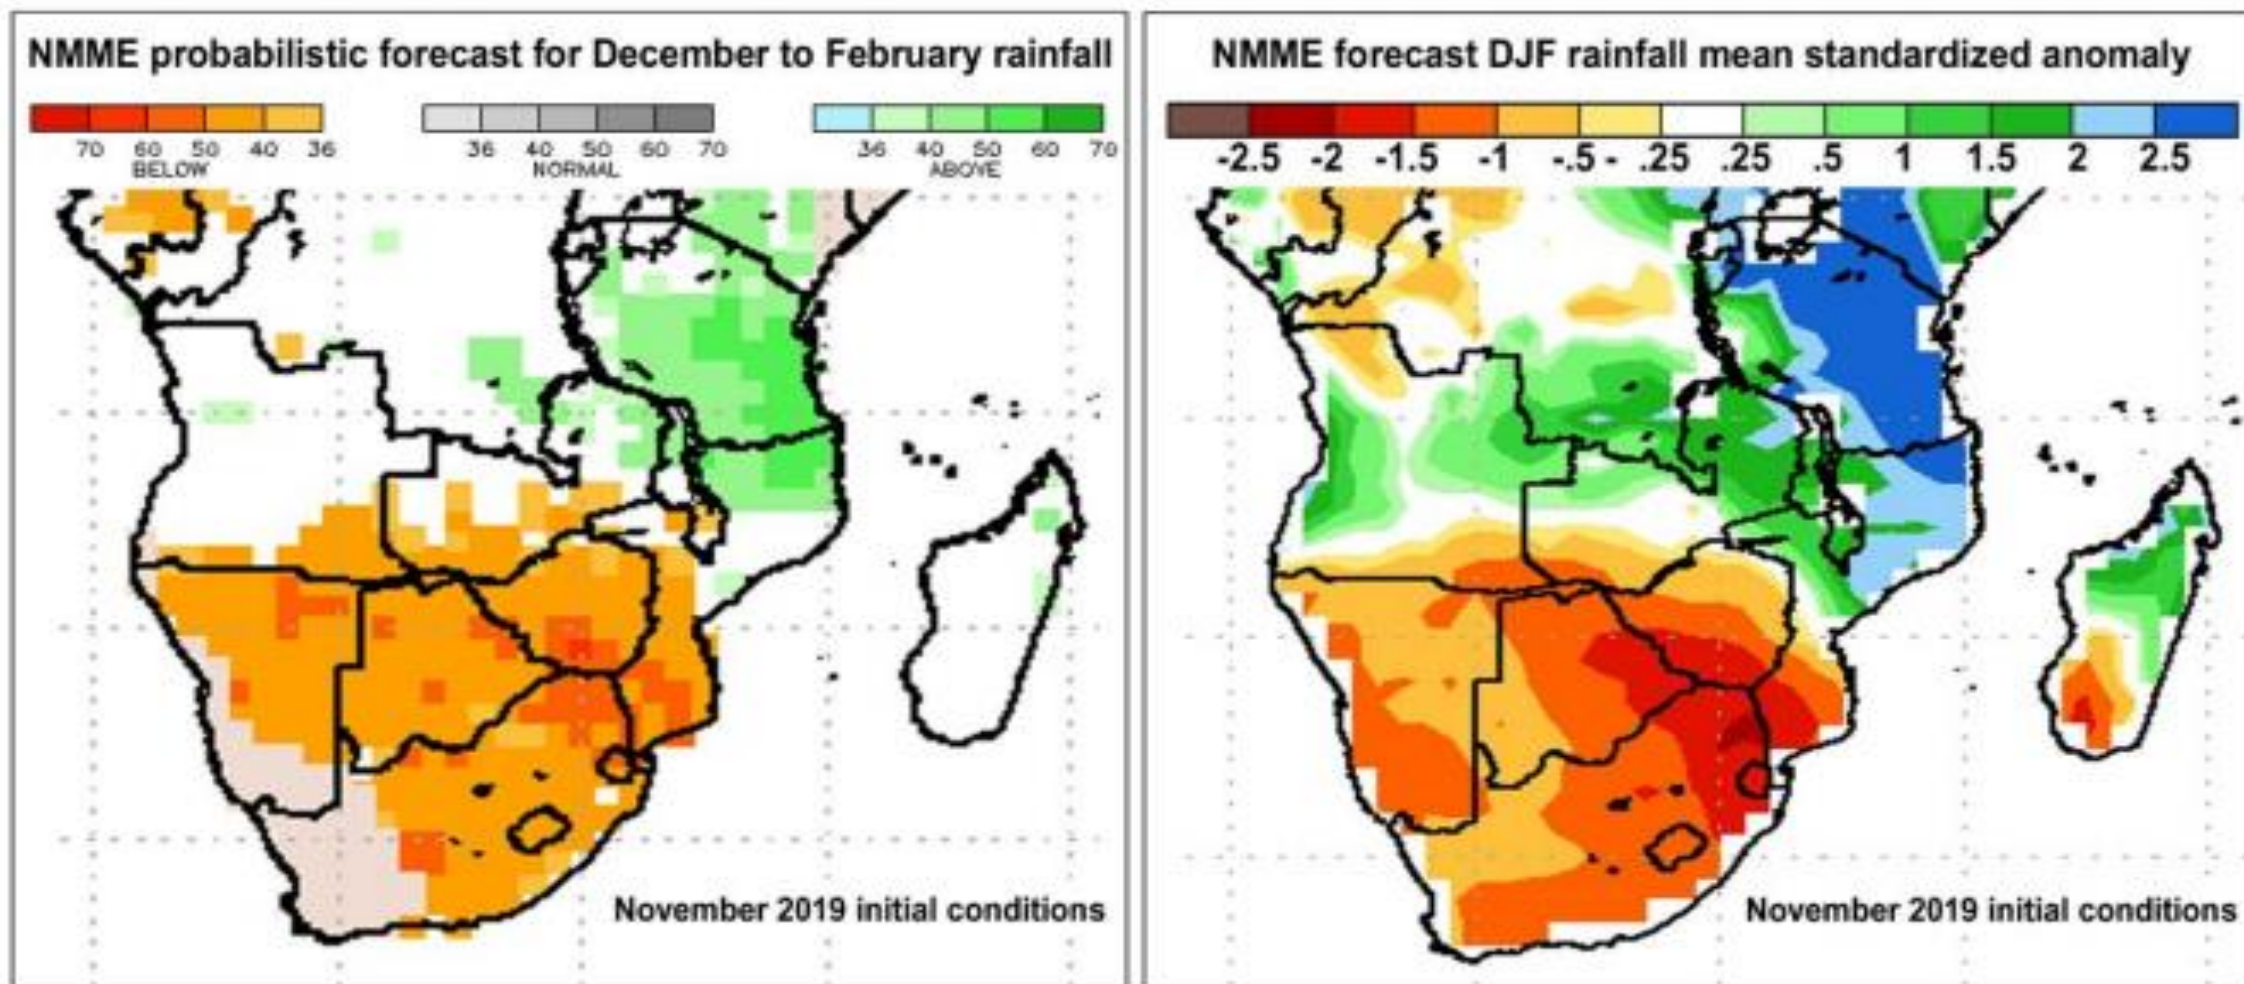 NMME probabilistic forecast for December to February rainfall
70 60 50 40 36
BELOW
36 40 50 60 70
NORMAL
36 40 50 60 70
ABOVE
November 2019 initial conditions
NMME forecast DJF rainfall mean standardized anomaly
-2.5 -2 -1.5 -1 -.5 - .25 .25 .5 1 1.5 2 2.5
November 2019 initial conditions